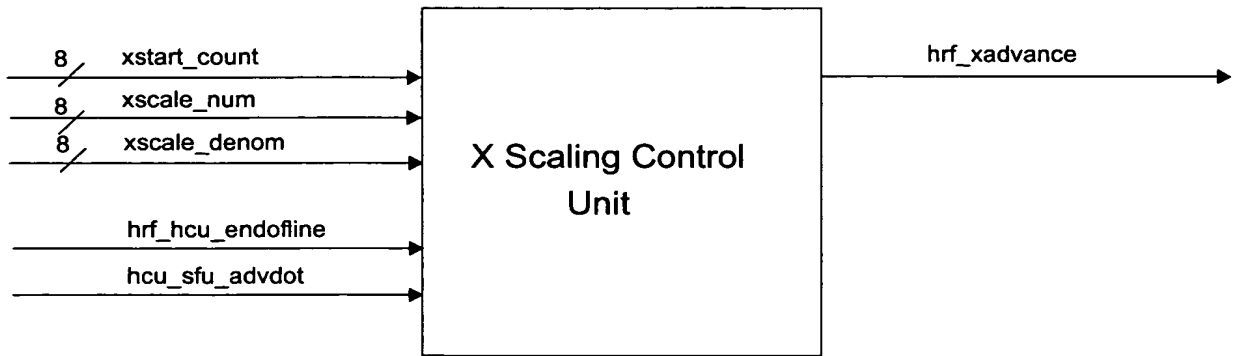 8 xstart_count
hrf_xadvance
8 xscale_num
8 xscale_denom
X Scaling Control
Unit
hrf_hcu_endofline
hcu_sfu_advdot